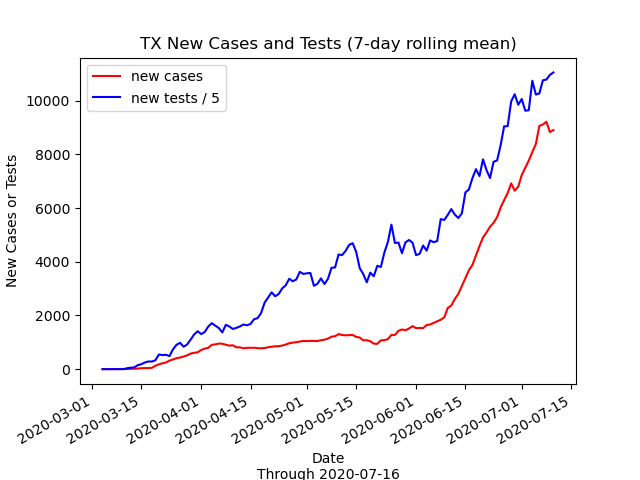 TX New Cases and Tests (7-day rolling mean)
new cases
new tests / 5
New Cases or Tests
10000
8000
6000
4000
2000
0
2020-03-01
2020-03-15
2020-04-01
2020-04-15
2020-05-01
2020-05-15
2020-06-01
2020-06-15
2020-07-01
2020-07-15
Date
Through 2020-07-16